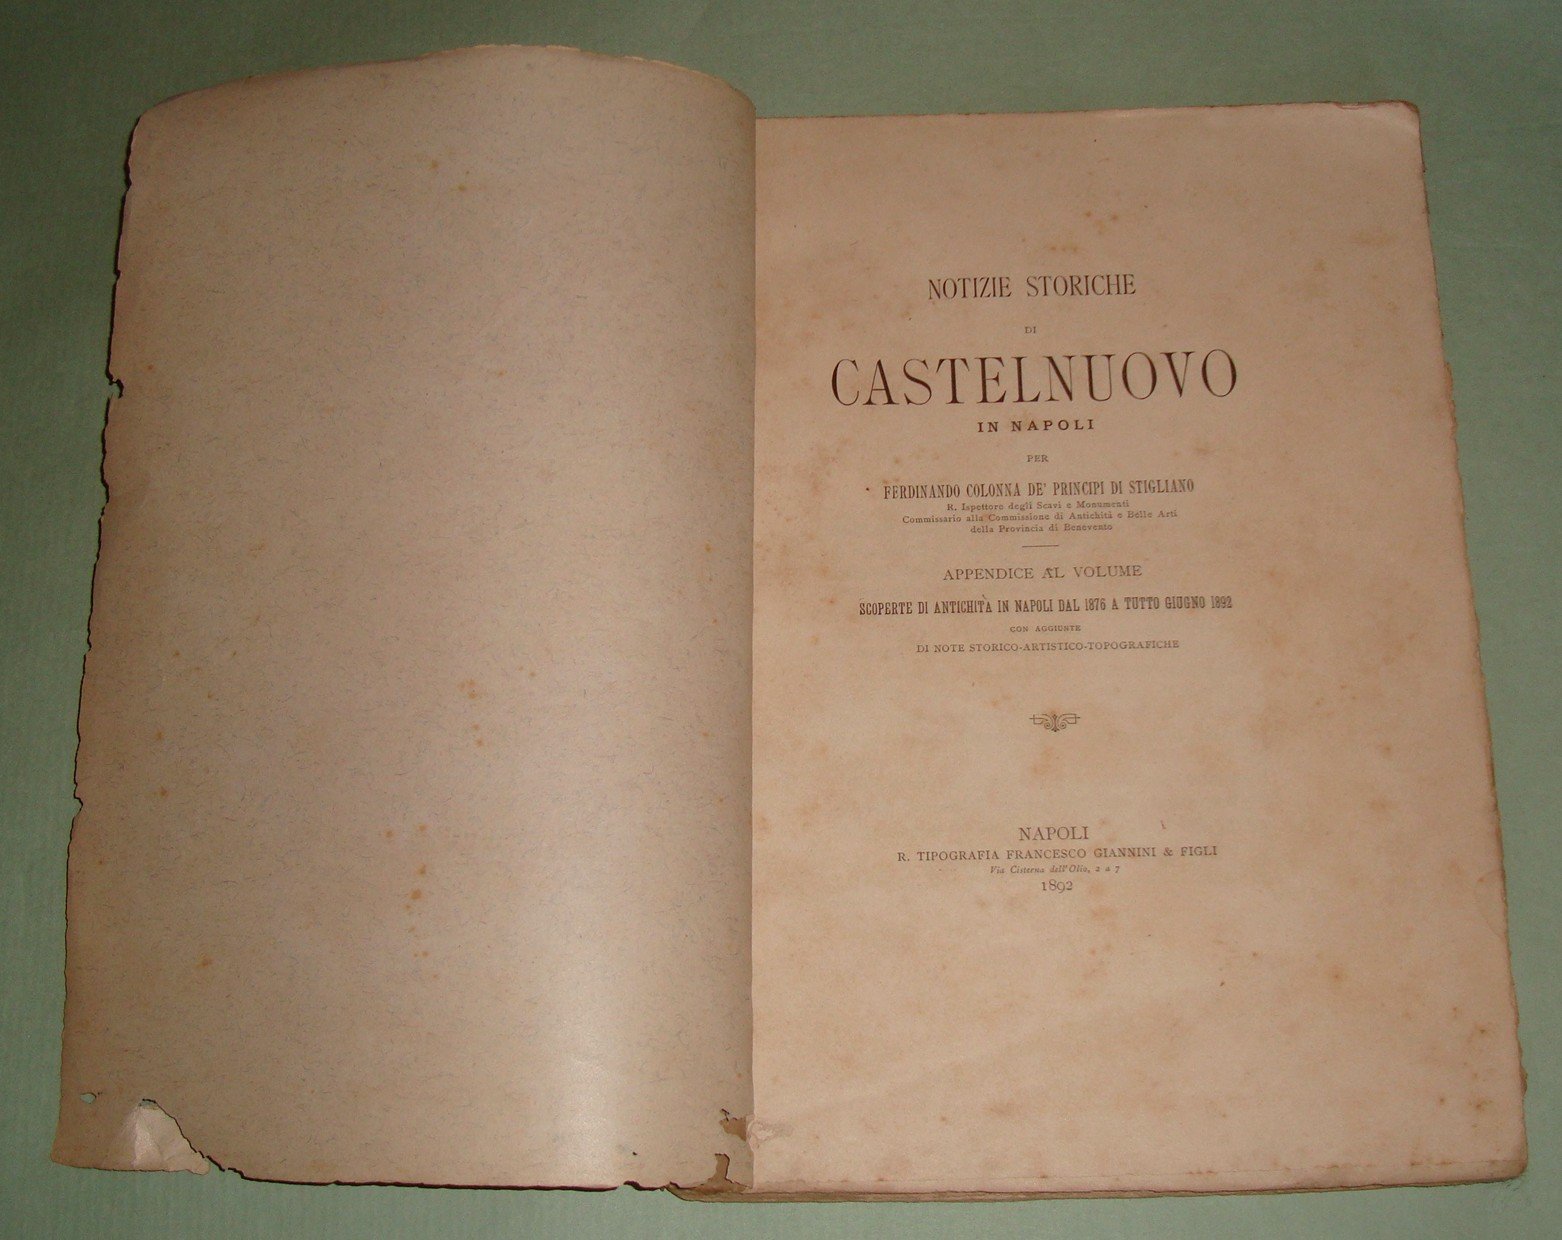 NOTIZIE STORICHE
DI
CASTELNUOVO
IN NAPOLI
PER
FERDINANDO COLONNA DE' PRINCIPI DI STIGLIANO
R. Ispettore degli Scavi e Monumenti
Commissario alla Commissione di Antichità e Belle Arti
della Provincia di Benevento
APPENDICE AL VOLUME
SCOPERTE DI ANTICHITÀ IN NAPOLI DAL 1876 A TUTTO GIUGNO 1892
CON AGGIUNTE
DI NOTE STORICO-ARTISTICO-TOPOGRAFICHE
NAPOLI
R. TIPOGRAFIA FRANCESCO GIANNINI & FIGLI
Via Cisterna dell'Olio, 2 a 7
1892